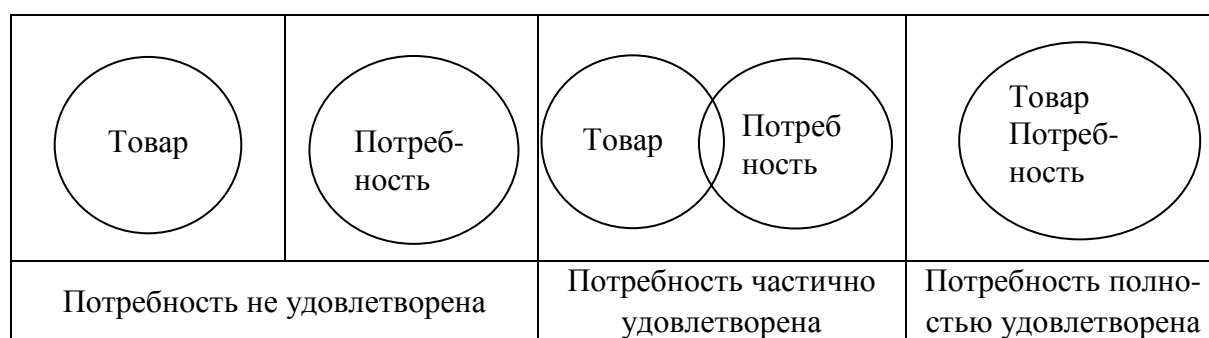 Товар
Потреб-
ность
Товар
Потреб
ность
Товар
Потреб-
ность
Потребность не удовлетворена
Потребность частично
удовлетворена
Потребность полно-
стью удовлетворена